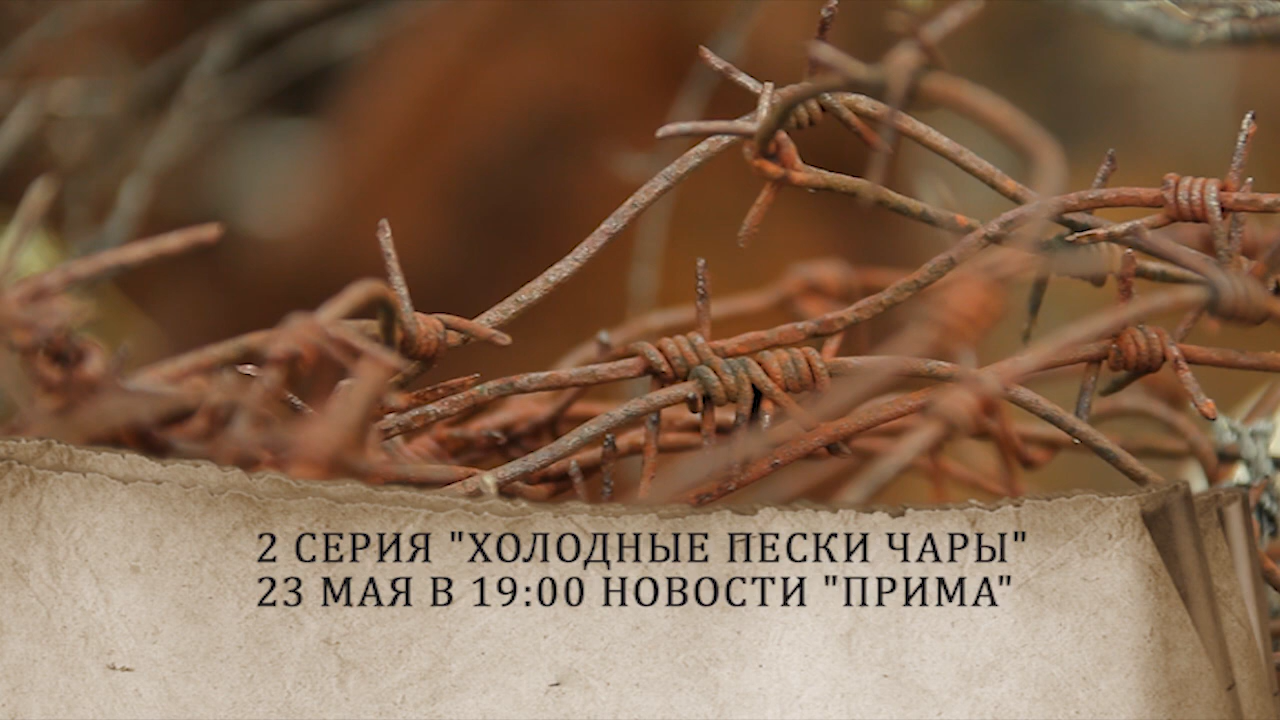 2 СЕРИЯ "ХОЛОДНЫЕ ПЕСКИ ЧАРЫ"
23 МАЯ В 19:00 НОВОСТИ "ПРИМА"